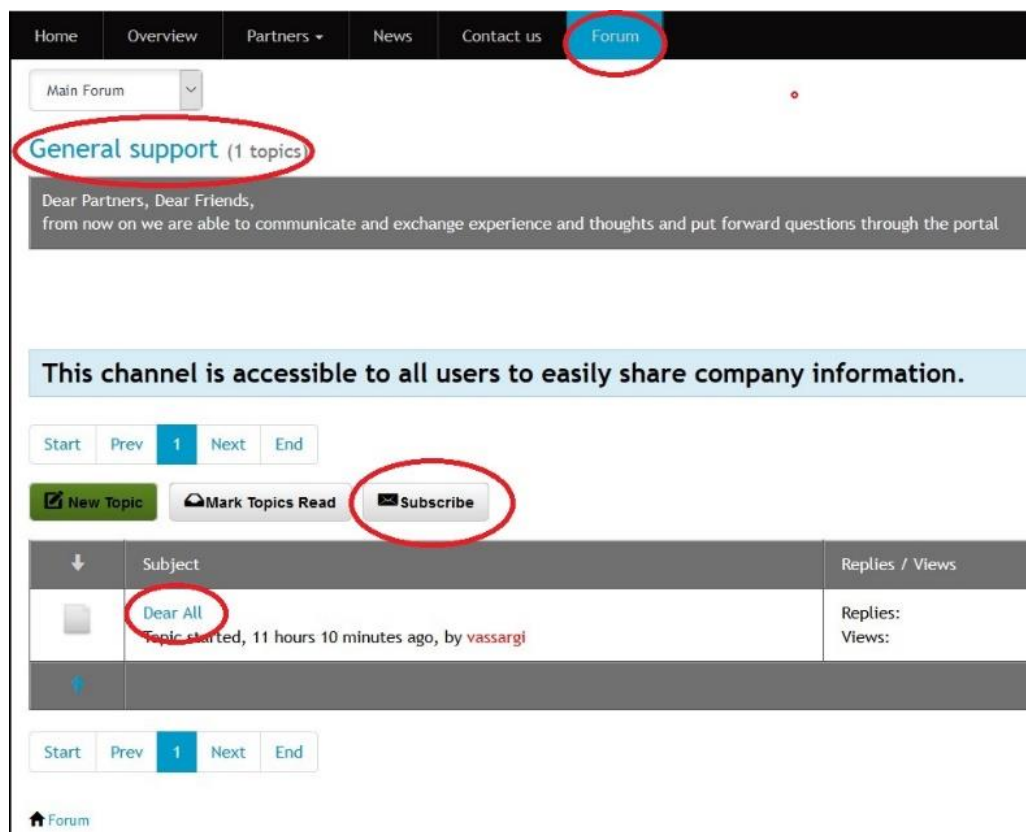 Home Overview Partners News Contact us Forum
Main Forum
General support (1 topics)
Dear Partners, Dear Friends,
from now on we are able to communicate and exchange experience and thoughts and put forward questions through the portal
This channel is accessible to all users to easily share company information.
Start Prev 1 Next End
New Topic Mark Topics Read Subscribe
Subject Replies / Views
Dear All Replies:
Topic started, 11 hours 10 minutes ago, by vassargi Views:
Start Prev 1 Next End
Forum